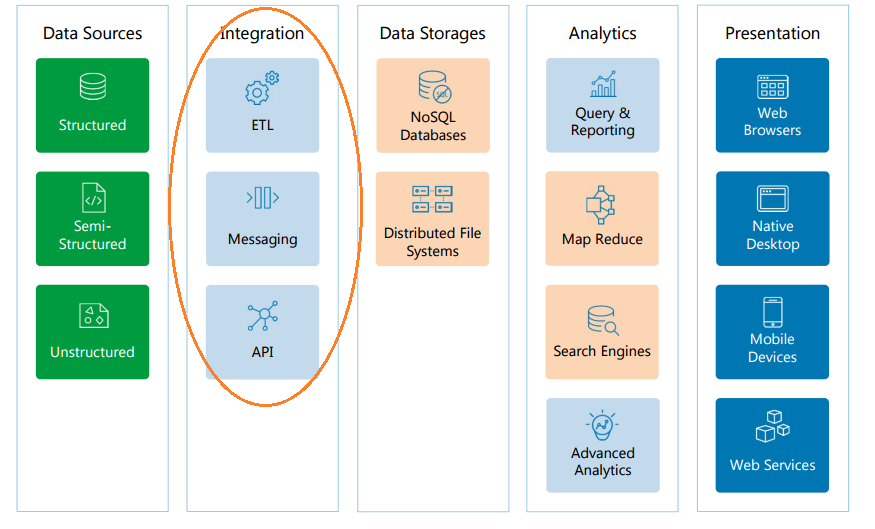 Data Sources
Structured
Semi-
Structured
Unstructured
Integration
ETL
Messaging
API
Data Storages
SQL
NoSQL
Databases
Distributed File
Systems
Analytics
Query &
Reporting
Map Reduce
Search Engines
Advanced
Analytics
Presentation
Web
Browsers
Native
Desktop
Mobile
Devices
Web Services